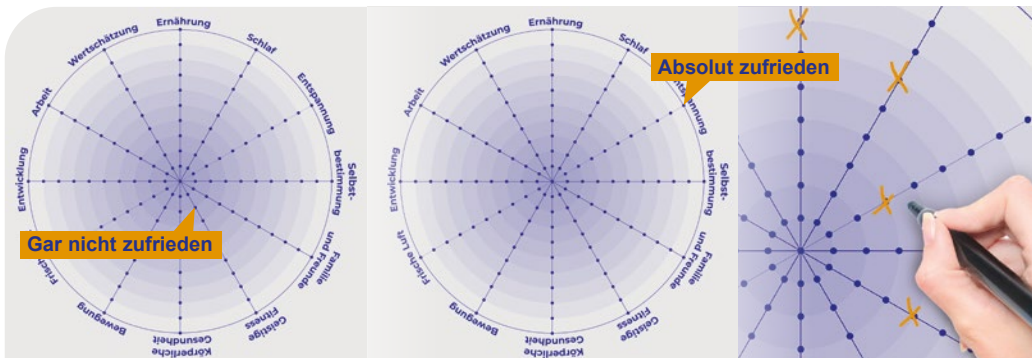 Ernährung
Schlaf
Entspannung
Selbst-
bestimmung
Familie
und Freunde
Geistige
Fitness
Körperliche
Gesundheit
Bewegung
Frisch
Entwicklung
Arbeit
Wertschätzung
Gar nicht zufrieden
Ernährung
Schlaf
Absolut zufrieden
ntspannung
Selbst-
bestimmung
Familie
und Freunde
Geistige
Fitness
Körperliche
Gesundheit
Bewegung
Frische Luft
Entwicklung
Arbeit
Wertschätzung